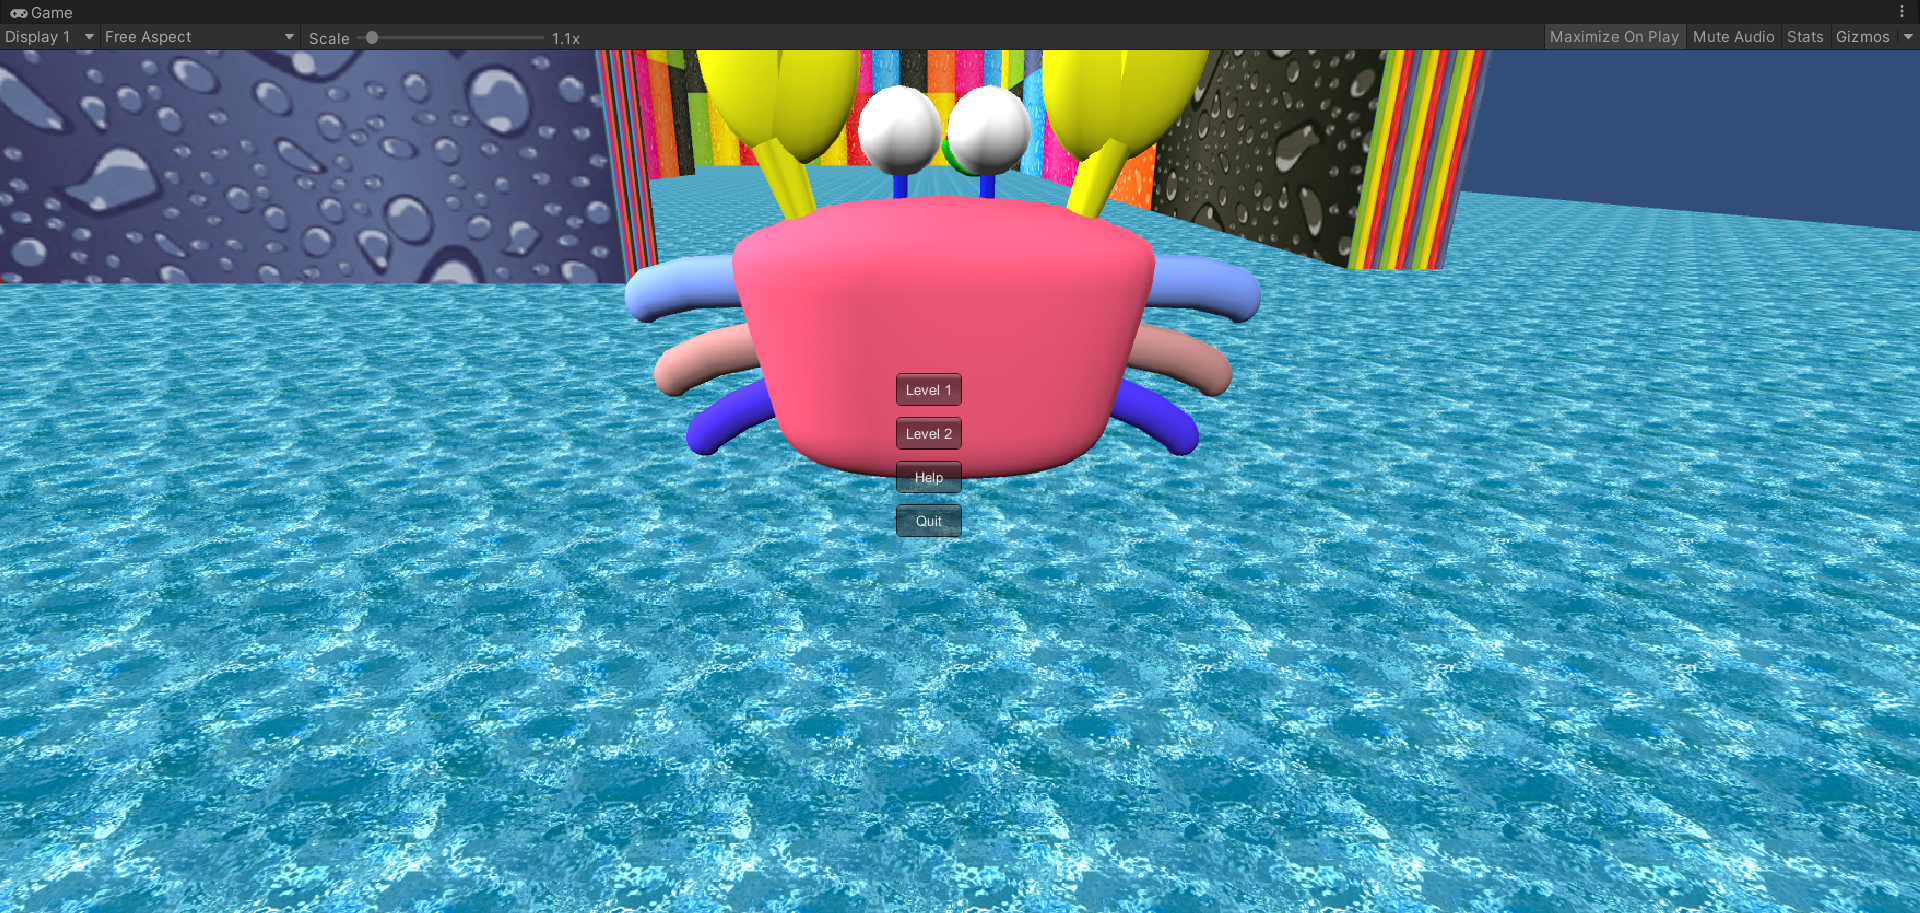 Game
Display 1 Free Aspect Scale 1.1x Maximize On Play Mute Audio Stats Gizmos
Level 1
Level 2
Help
Quit